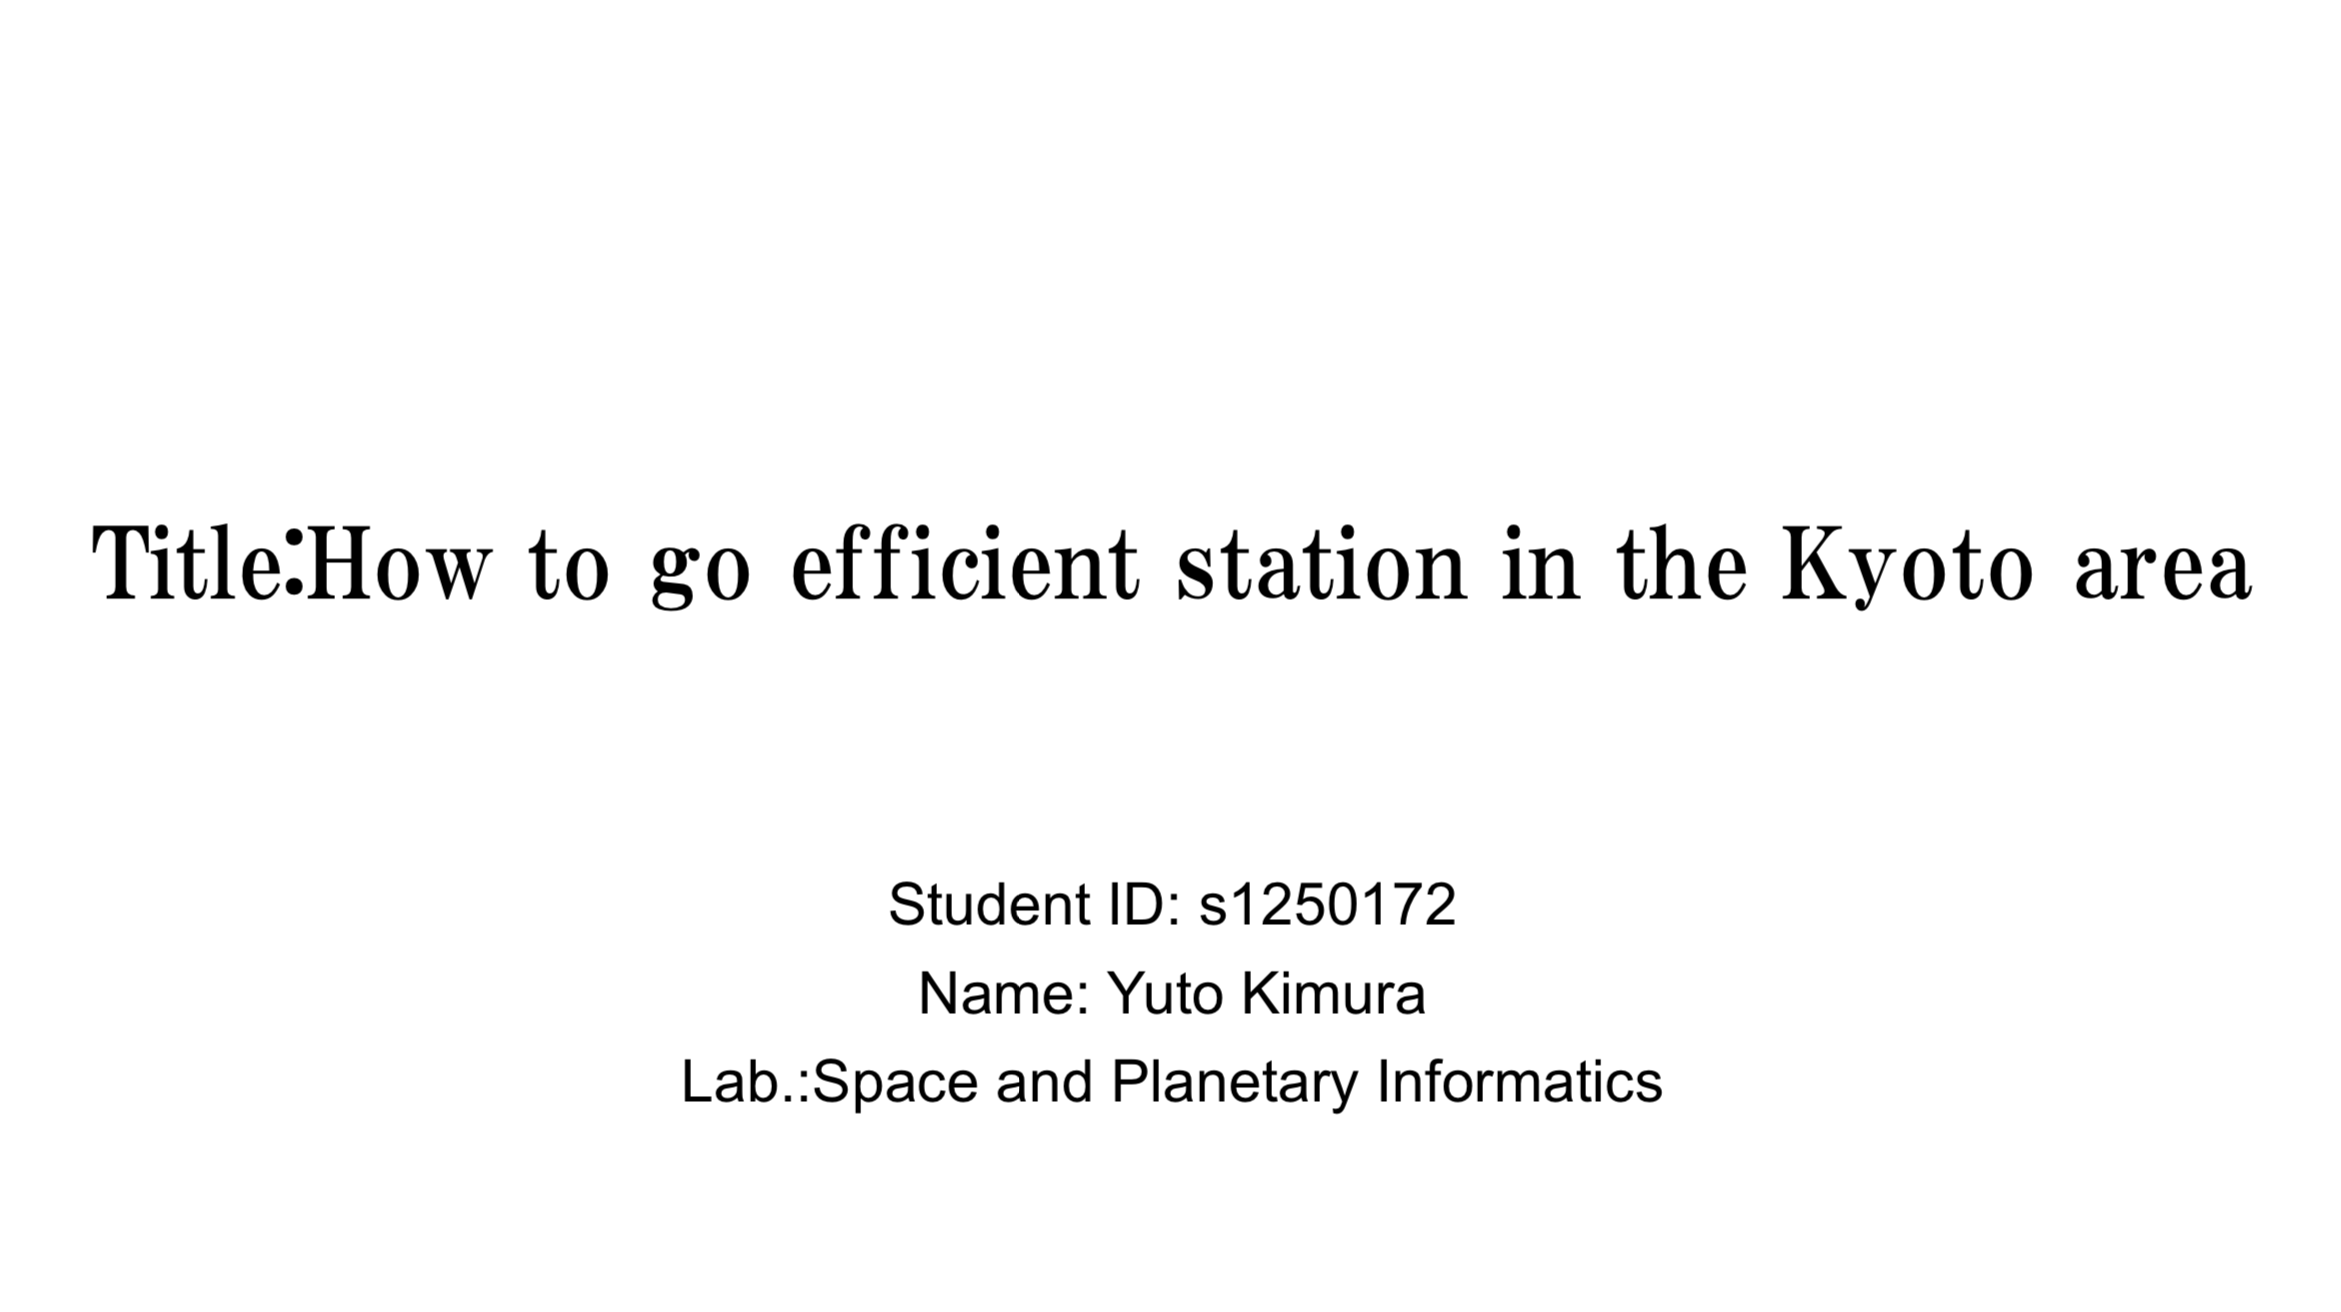 Title:How to go efficient station in the Kyoto area
Student ID: s1250172
Name: Yuto Kimura
Lab.:Space and Planetary Informatics